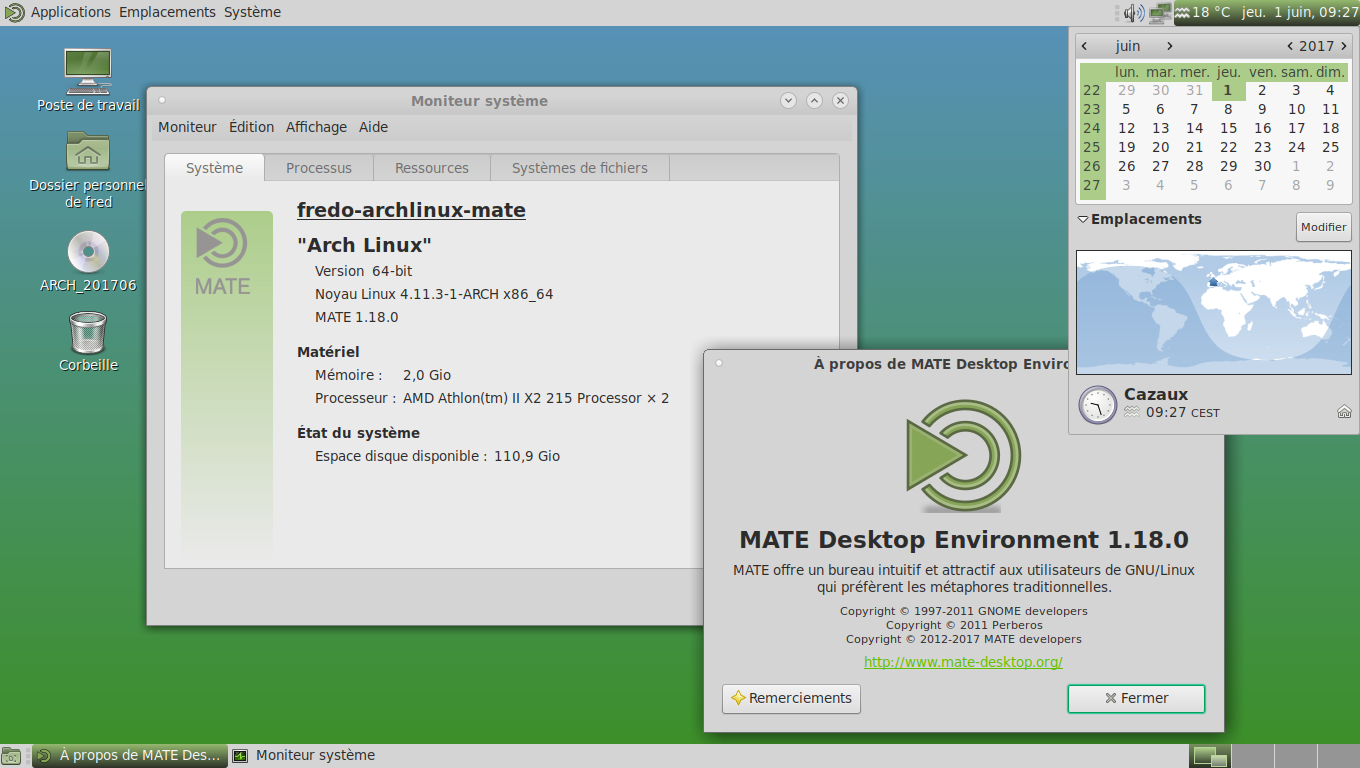 Applications Emplacements Système
18 °C jeu. 1 juin, 09:27
Poste de travail
Dossier personnel
de fred
ARCH_201706
Corbeille
Moniteur système
Moniteur Édition Affichage Aide
Système Processus Ressources Systèmes de fichiers
MATE
fredo-archlinux-mate
"Arch Linux"
Version 64-bit
Noyau Linux 4.11.3-1-ARCH x86_64
MATE 1.18.0
Matériel
Mémoire : 2,0 Gio
Processeur : AMD Athlon(tm) II X2 215 Processor × 2
État du système
Espace disque disponible : 110,9 Gio
< juin > < 2017 >
lun. mar. mer. jeu. ven. sam. dim.
22 29 30 31 1 2 3 4
23 5 6 7 8 9 10 11
24 12 13 14 15 16 17 18
25 19 20 21 22 23 24 25
26 26 27 28 29 30 1 2
27 3 4 5 6 7 8 9
Emplacements
Modifier
Cazaux
09:27 CEST
À propos de MATE Desktop Enviro
MATE Desktop Environment 1.18.0
MATE offre un bureau intuitif et attractif aux utilisateurs de GNU/Linux
qui préfèrent les métaphores traditionnelles.
Copyright © 1997-2011 GNOME developers
Copyright © 2011 Perberos
Copyright © 2012-2017 MATE developers
http://www.mate-desktop.org/
Remerciements
Fermer
À propos de MATE Des...
Moniteur système